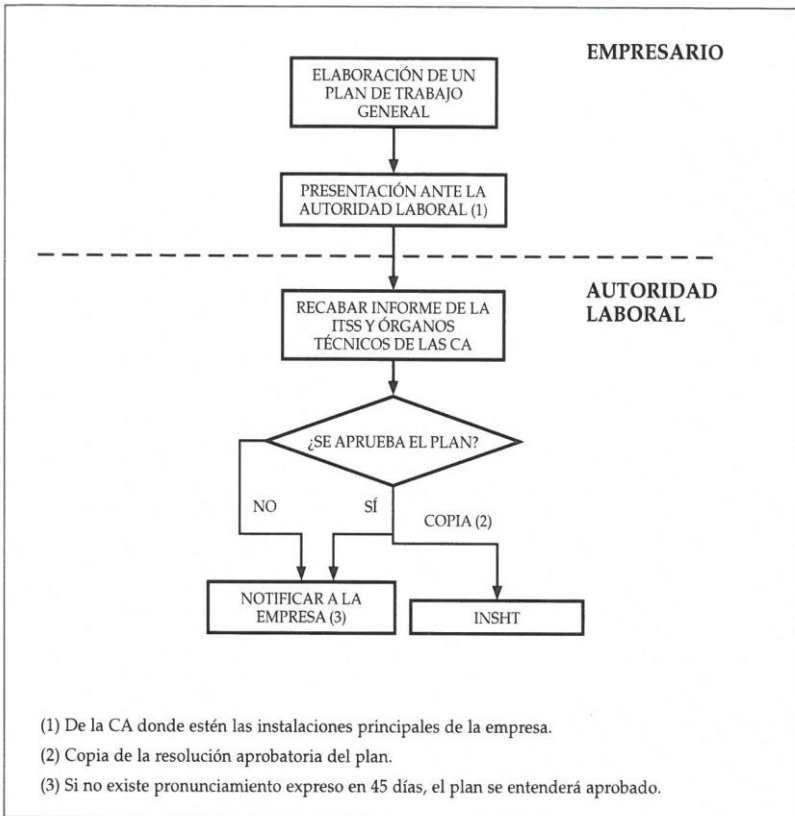 EMPRESARIO
ELABORACIÓN DE UN
PLAN DE TRABAJO
GENERAL
PRESENTACIÓN ANTE LA
AUTORIDAD LABORAL (1)
AUTORIDAD
LABORAL
RECABAR INFORME DE LA
ITSS Y ÓRGANOS
TÉCNICOS DE LAS CA
¿SE APRUEBA EL PLAN?
NO
SÍ
COPIA (2)
NOTIFICAR A LA
EMPRESA (3)
INSHT
(1) De la CA donde estén las instalaciones principales de la empresa.
(2) Copia de la resolución aprobatoria del plan.
(3) Si no existe pronunciamiento expreso en 45 días, el plan se entenderá aprobado.